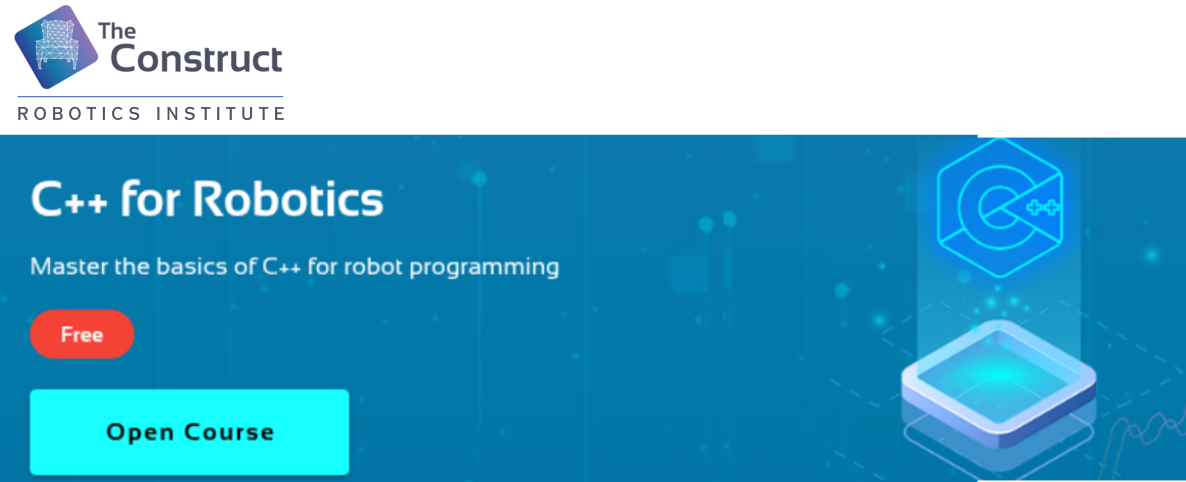 The
Construct
ROBOTICS INSTITUTE
C++ for Robotics
Master the basics of C++ for robot programming
Free
Open Course
C++